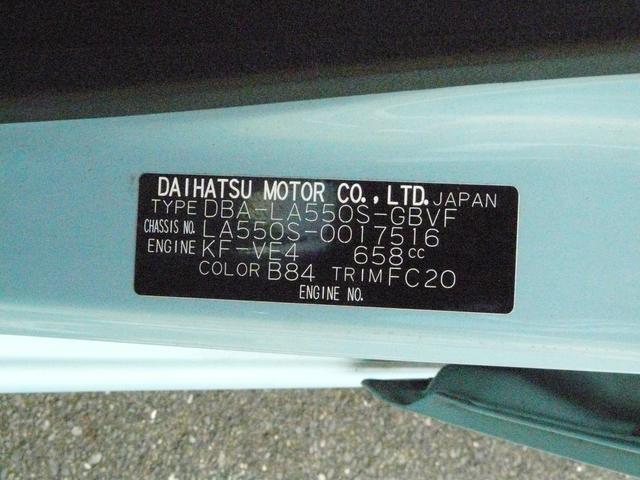 DAIHATSU MOTOR CO.,LTD. JAPAN
TYPE DBA-LA550S-GBVF
CHASSIS NO. LA550S-0017516
ENGINE KF-VE4 658cc
COLOR B84 TRIM FC20
ENGINE NO.